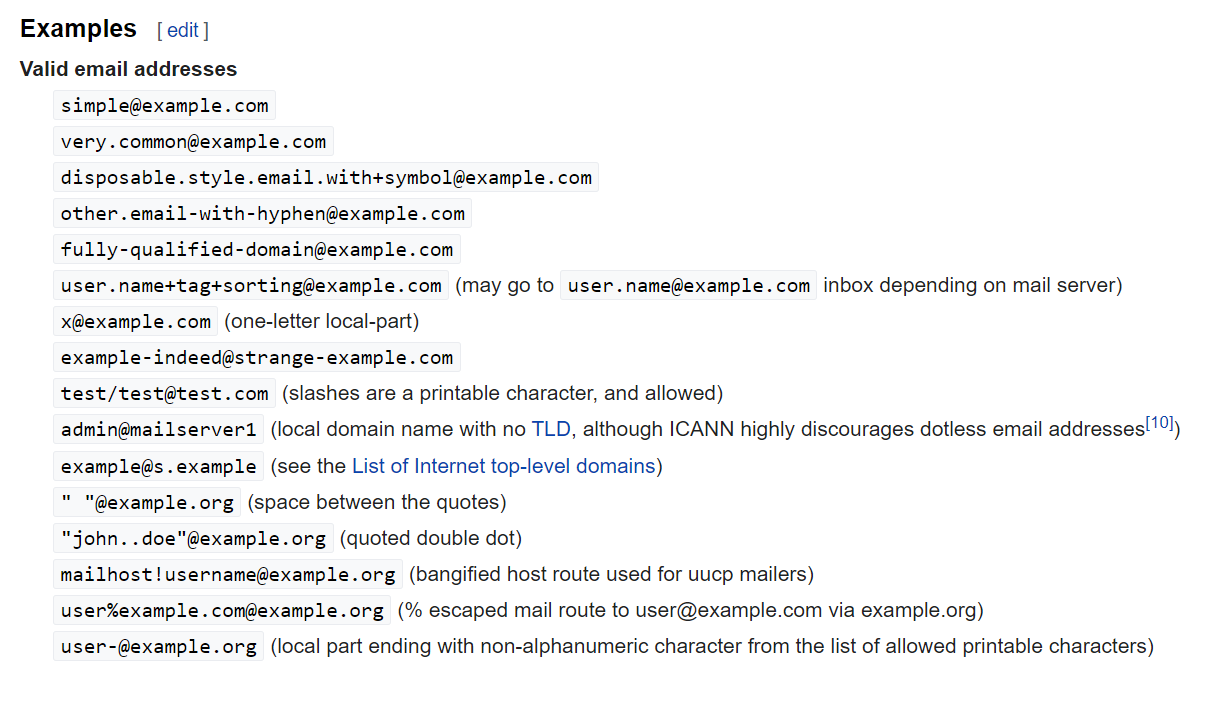 Examples [ edit ]
Valid email addresses
simple@example.com
very.common@example.com
disposable.style.email.with+symbol@example.com
other.email-with-hyphen@example.com
fully-qualified-domain@example.com
user.name+tag+sorting@example.com (may go to user.name@example.com inbox depending on mail server)
x@example.com (one-letter local-part)
example-indeed@strange-example.com
test/test@test.com (slashes are a printable character, and allowed)
admin@mailserver1 (local domain name with no TLD, although ICANN highly discourages dotless email addresses[10])
example@s.example (see the List of Internet top-level domains)
" "@example.org (space between the quotes)
"john..doe"@example.org (quoted double dot)
mailhost!username@example.org (bangified host route used for uucp mailers)
user%example.com@example.org (% escaped mail route to user@example.com via example.org)
user-@example.org (local part ending with non-alphanumeric character from the list of allowed printable characters)